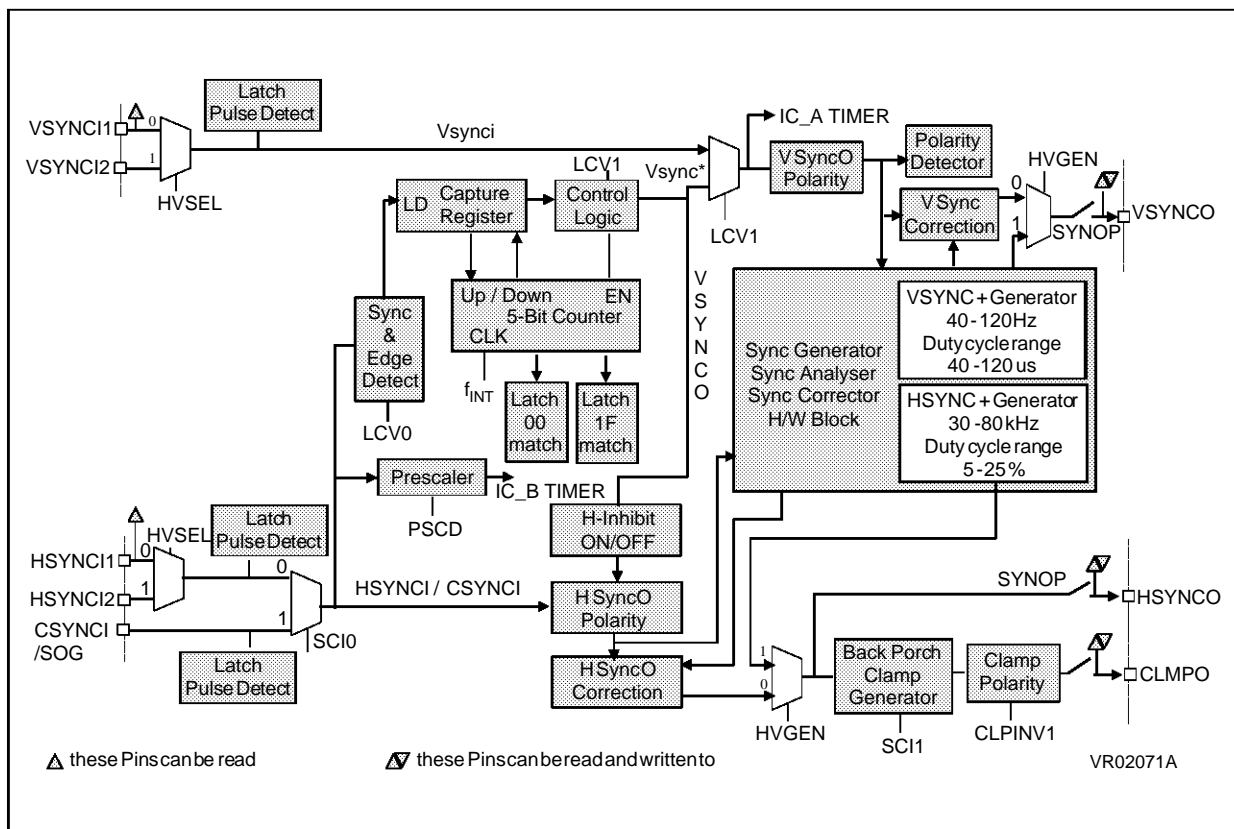 Latch
Pulse Detect
VSYNCI1
0
VSYNCI2
1
HVSEL
Vsynci
IC_A TIMER
LCV1
Vsync*
LCV1
V SyncO
Polarity
Polarity
Detector
HVGEN
0
1
SYNOP
VSYNCO
V Sync
Correction
LD
Capture
Register
Control
Logic
Up / Down
EN
5-Bit Counter
CLK
fINT
Sync
&
Edge
Detect
LCV0
Latch
00
match
Latch
1F
match
V
S
Y
N
C
O
Sync Generator
Sync Analyser
Sync Corrector
H/W Block
VSYNC + Generator
40 - 120Hz
Duty cycle range
40 - 120 us
HSYNC + Generator
30 - 80 kHz
Duty cycle range
5 - 25 %
Prescaler
IC_B TIMER
PSCD
H-Inhibit
ON/OFF
HVSEL
Latch
Pulse Detect
HSYNCI1
0
HSYNCI2
1
CSYNCI
/SOG
0
1
SCI0
Latch
Pulse Detect
HSYNCI / CSYNCI
H SyncO
Polarity
H SyncO
Correction
1
0
HVGEN
SYNOP
HSYNCO
Back Porch
Clamp
Generator
SCI1
Clamp
Polarity
CLPINV1
CLMPO
these Pins can be read
these Pins can be read and written to
VR02071A